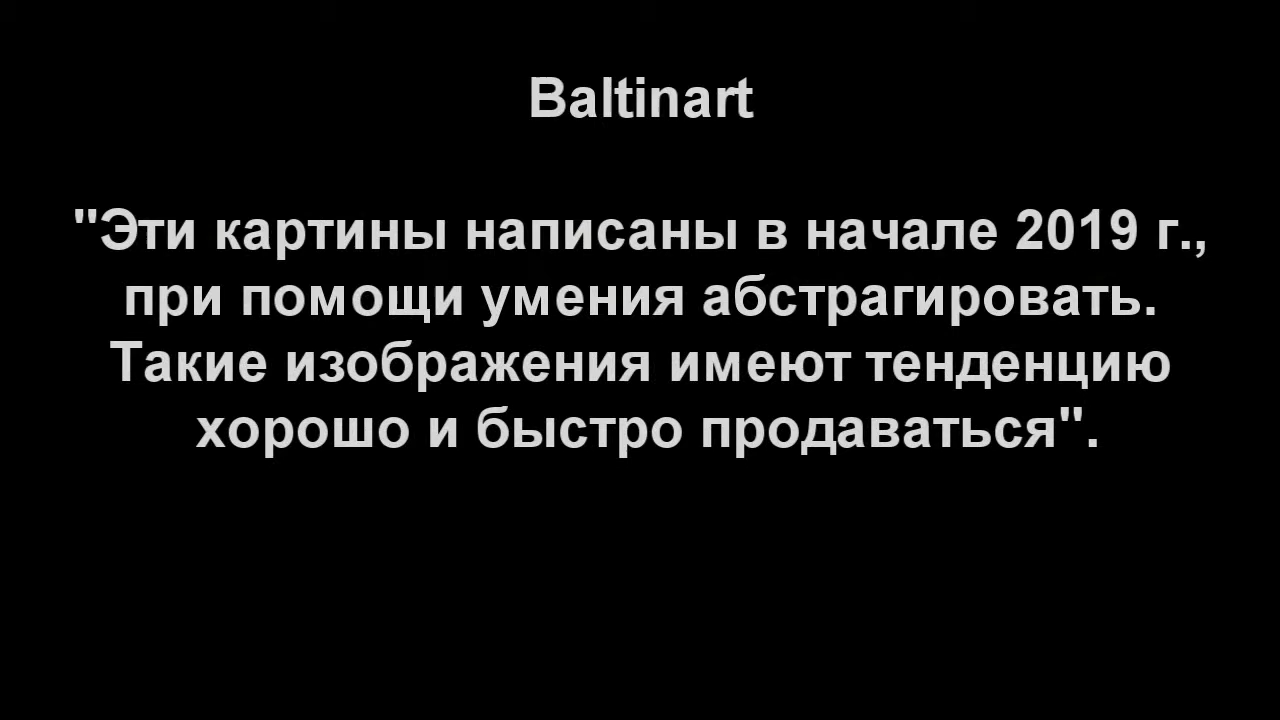 Baltinart
"Эти картины написаны в начале 2019 г.,
при помощи умения абстрагировать.
Такие изображения имеют тенденцию
хорошо и быстро продаваться".